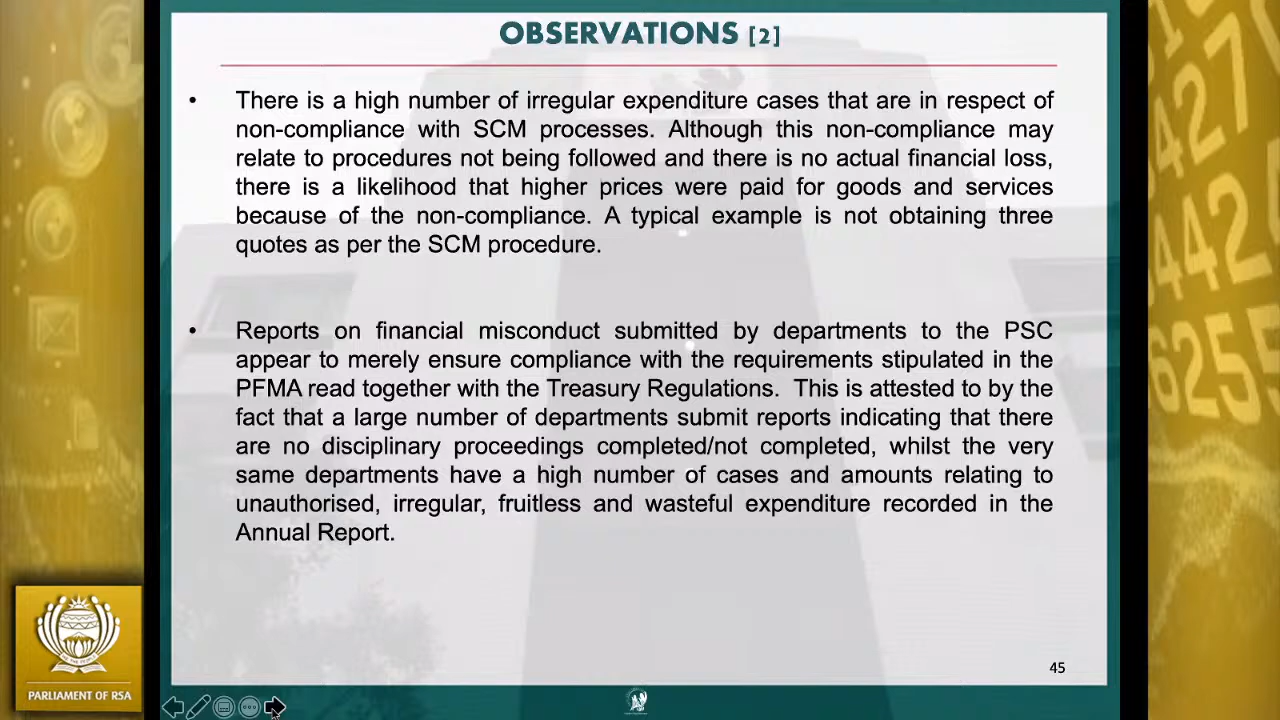 OBSERVATIONS [2]
• There is a high number of irregular expenditure cases that are in respect of
non-compliance with SCM processes. Although this non-compliance may
relate to procedures not being followed and there is no actual financial loss,
there is a likelihood that higher prices were paid for goods and services
because of the non-compliance. A typical example is not obtaining three
quotes as per the SCM procedure.
• Reports on financial misconduct submitted by departments to the PSC
appear to merely ensure compliance with the requirements stipulated in the
PFMA read together with the Treasury Regulations. This is attested to by the
fact that a large number of departments submit reports indicating that there
are no disciplinary proceedings completed/not completed, whilst the very
same departments have a high number of cases and amounts relating to
unauthorised, irregular, fruitless and wasteful expenditure recorded in the
Annual Report.
45
PARLIAMENT OF RSA
427
442
6255